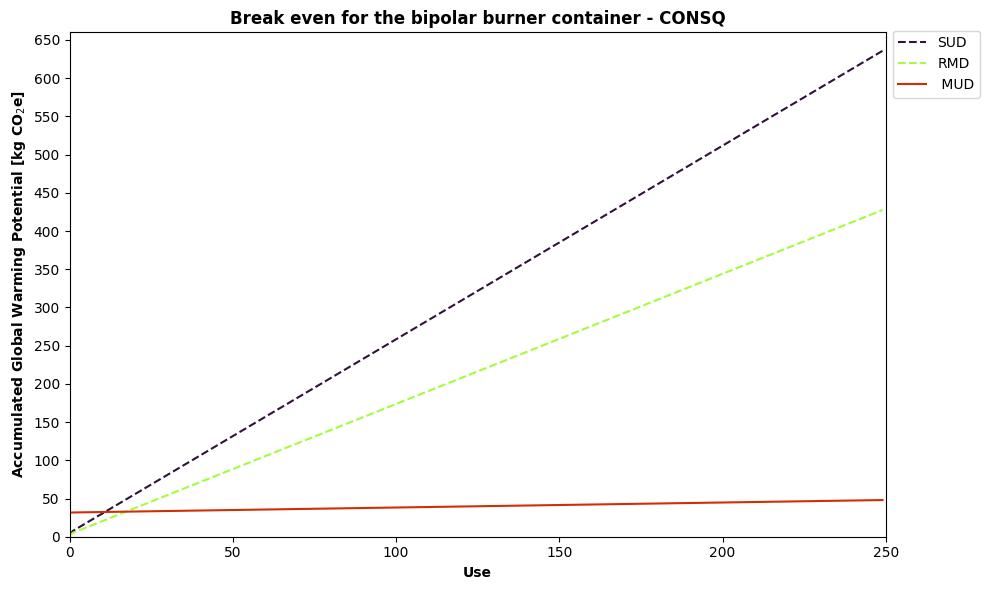 Break even for the bipolar burner container - CONSQ
SUD
RMD
MUD
Accumulated Global Warming Potential [kg CO₂e]
650
600
550
500
450
400
350
300
250
200
150
100
50
0
0 50 100 150 200 250
Use